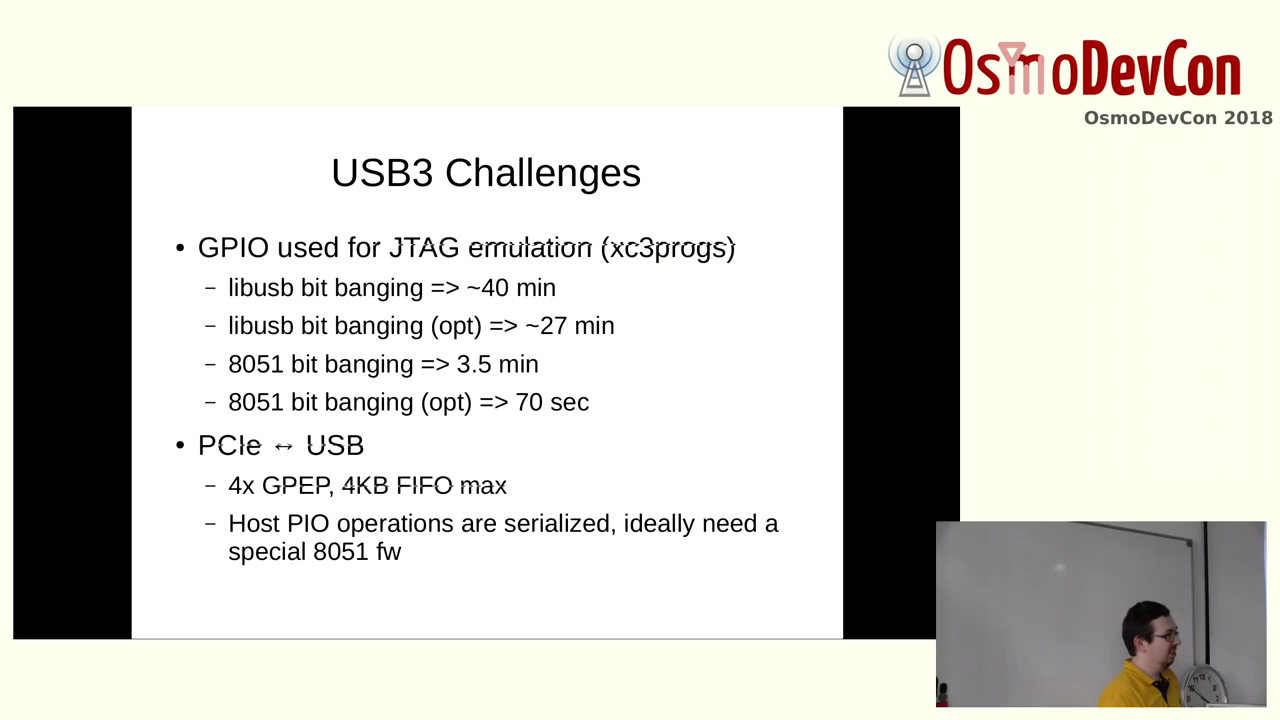 OsmoDevCon
OsmoDevCon 2018
USB3 Challenges
• GPIO used for JTAG emulation (xc3progs)
– libusb bit banging => ~40 min
– libusb bit banging (opt) => ~27 min
– 8051 bit banging => 3.5 min
– 8051 bit banging (opt) => 70 sec
• PCIe ↔ USB
– 4x GPEP, 4KB FIFO max
– Host PIO operations are serialized, ideally need a
special 8051 fw